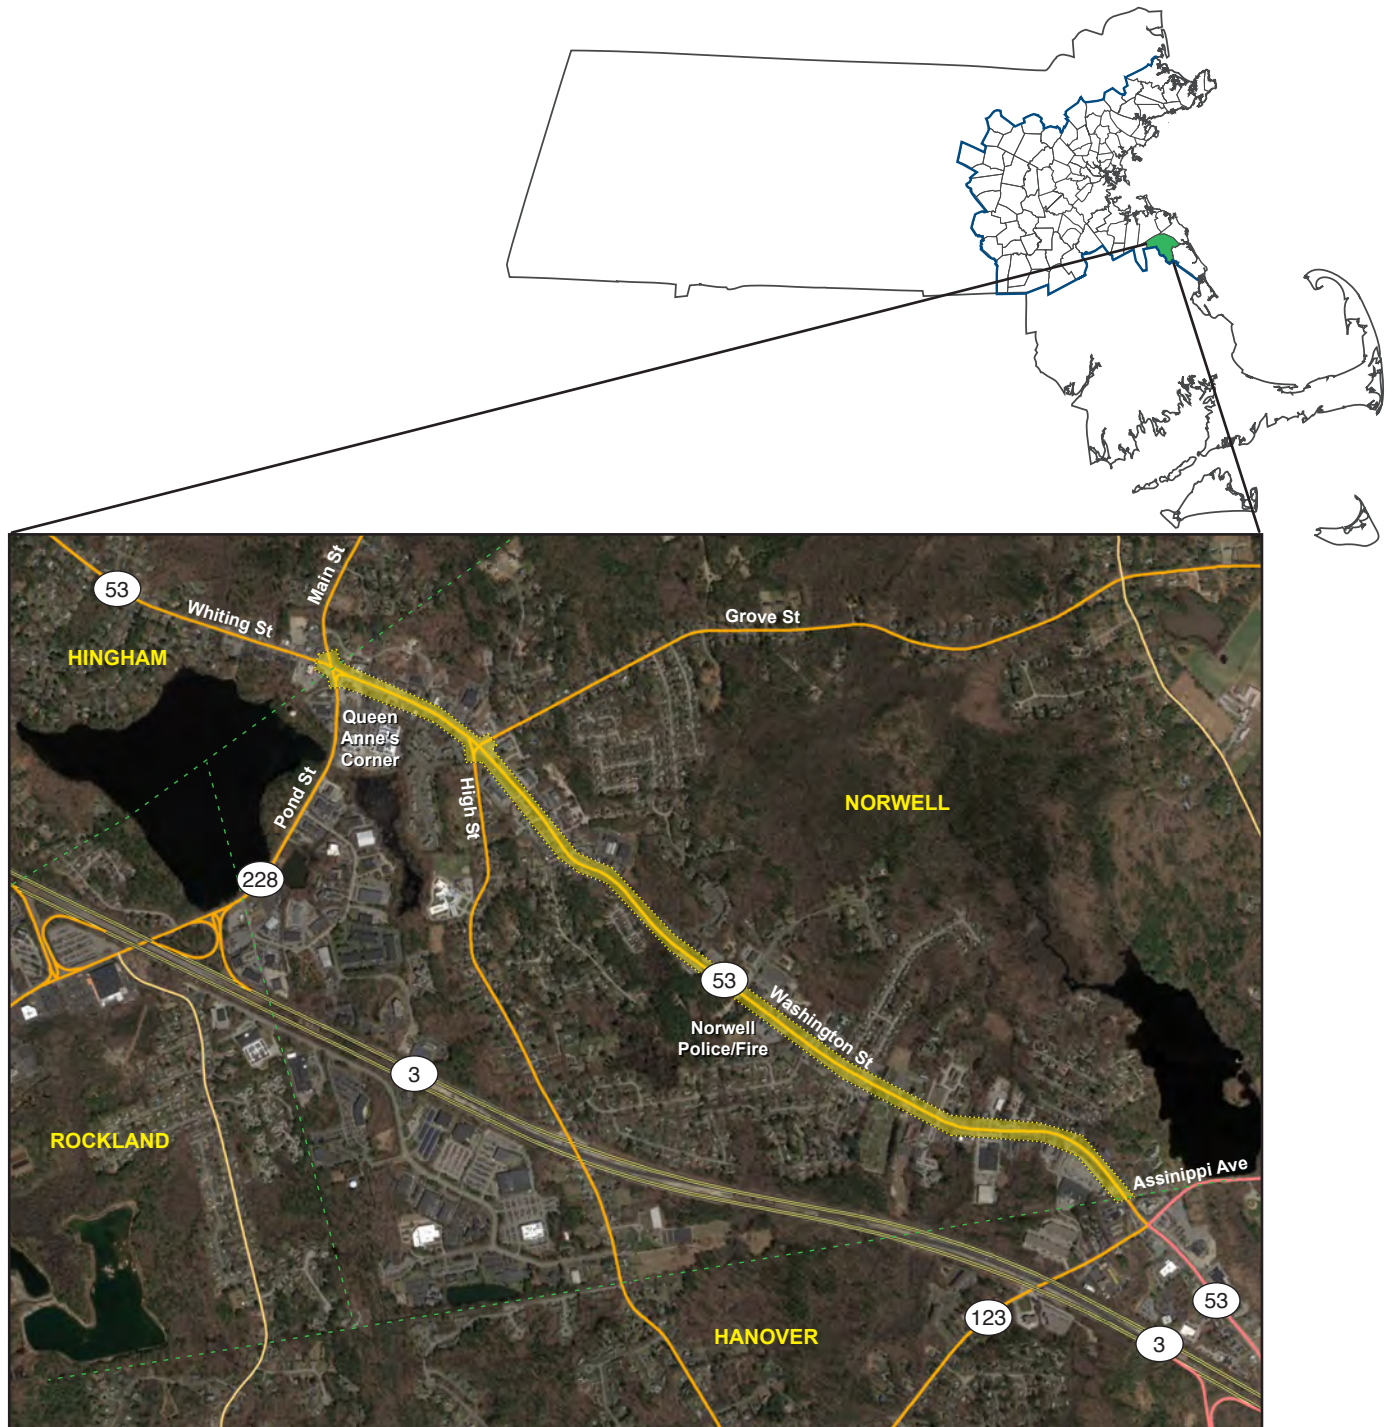 Main St
53
Whiting St
Grove St
HINGHAM
Queen
Anne's
Corner
Pond St
High St
NORWELL
228
53
Washington St
Norwell
Police/Fire
3
ROCKLAND
Assinippi Ave
53
123
HANOVER
3